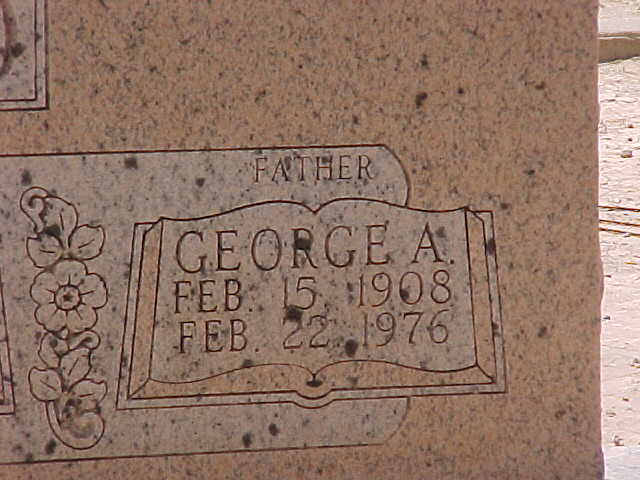 FATHER
GEORGE A.
FEB. 15, 1908
FEB. 22, 1976